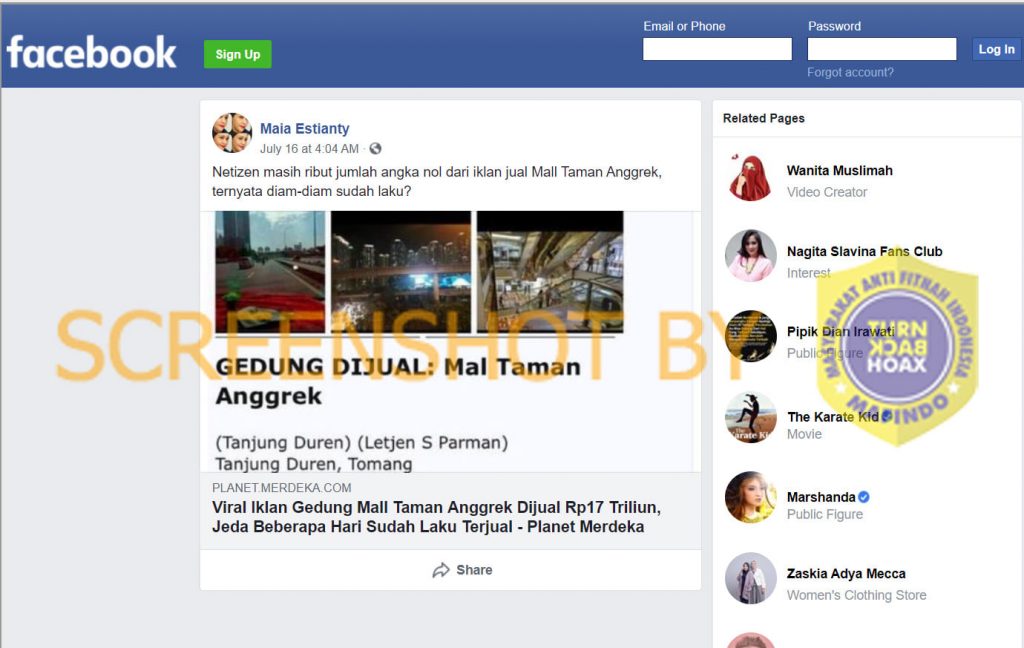 facebook
Sign Up
Email or Phone
Password
Forgot account?
Log In
Maia Estianty
July 16 at 4:04 AM ·
Netizen masih ribut jumlah angka nol dari iklan jual Mall Taman Anggrek,
ternyata diam-diam sudah laku?
GEDUNG DIJUAL: Mal Taman
Anggrek
(Tanjung Duren) (Letjen S Parman)
Tanjung Duren, Tomang
PLANET.MERDEKA.COM
Viral Iklan Gedung Mall Taman Anggrek Dijual Rp17 Triliun,
Jeda Beberapa Hari Sudah Laku Terjual - Planet Merdeka
Share
SCREENSHOT BY
Related Pages
Wanita Muslimah
Video Creator
Nagita Slavina Fans Club
Interest
Pipik Dian Irawati
Public Figure
The Karate Kid
Movie
Marshanda
Public Figure
Zaskia Adya Mecca
Women's Clothing Store
MASYARAKAT ANTI FITNAH INDONESIA
TURN
BACK
HOAX
MAFINDO